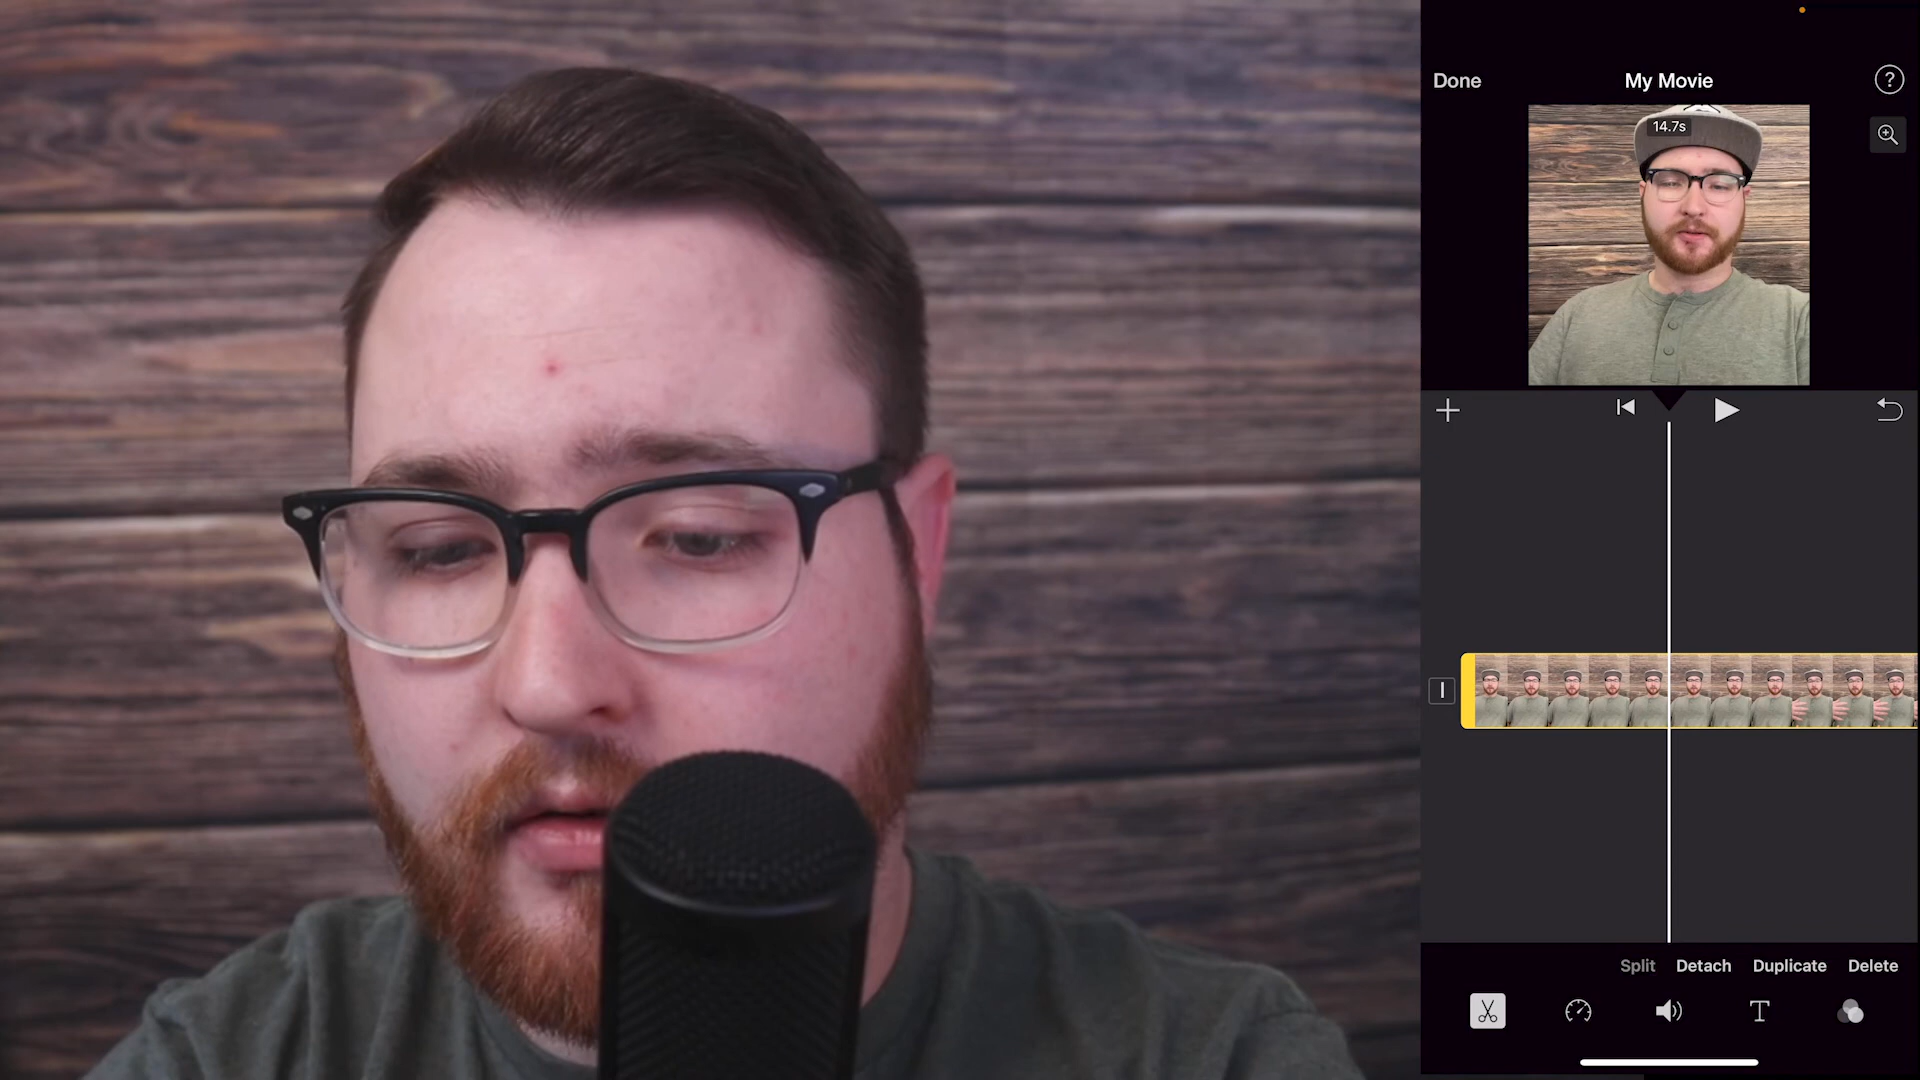 Done
My Movie
?
14.7s
Split
Detach
Duplicate
Delete
T